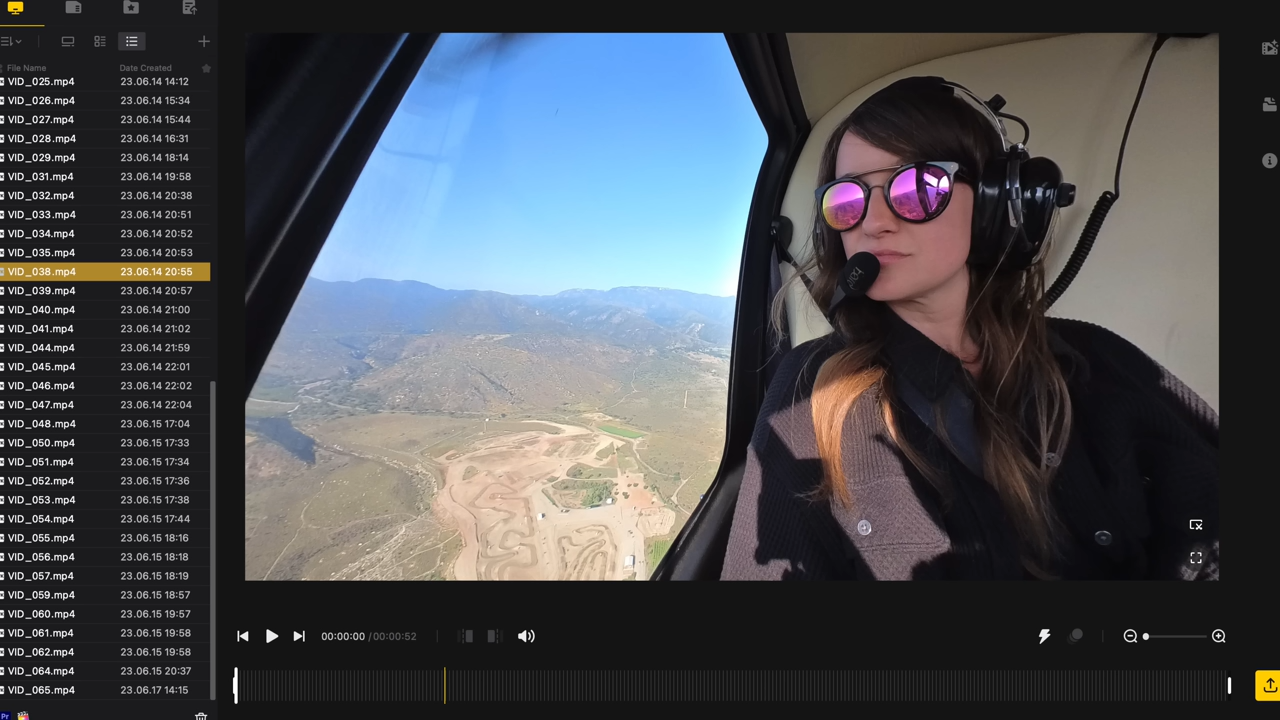 File Name Date Created
VID_025.mp4 23.06.14 14:12
VID_026.mp4 23.06.14 15:34
VID_027.mp4 23.06.14 15:44
VID_028.mp4 23.06.14 16:31
VID_029.mp4 23.06.14 18:14
VID_031.mp4 23.06.14 19:58
VID_032.mp4 23.06.14 20:38
VID_033.mp4 23.06.14 20:51
VID_034.mp4 23.06.14 20:52
VID_035.mp4 23.06.14 20:53
VID_038.mp4 23.06.14 20:55
VID_039.mp4 23.06.14 20:57
VID_040.mp4 23.06.14 21:00
VID_041.mp4 23.06.14 21:02
VID_044.mp4 23.06.14 21:59
VID_045.mp4 23.06.14 22:01
VID_046.mp4 23.06.14 22:02
VID_047.mp4 23.06.14 22:04
VID_048.mp4 23.06.15 17:04
VID_050.mp4 23.06.15 17:33
VID_051.mp4 23.06.15 17:34
VID_052.mp4 23.06.15 17:36
VID_053.mp4 23.06.15 17:38
VID_054.mp4 23.06.15 17:44
VID_055.mp4 23.06.15 18:16
VID_056.mp4 23.06.15 18:18
VID_057.mp4 23.06.15 18:19
VID_059.mp4 23.06.15 18:57
VID_060.mp4 23.06.15 19:57
VID_061.mp4 23.06.15 19:58
VID_062.mp4 23.06.15 19:58
VID_064.mp4 23.06.15 20:37
VID_065.mp4 23.06.17 14:15
Pr
00:00:00 / 00:00:52